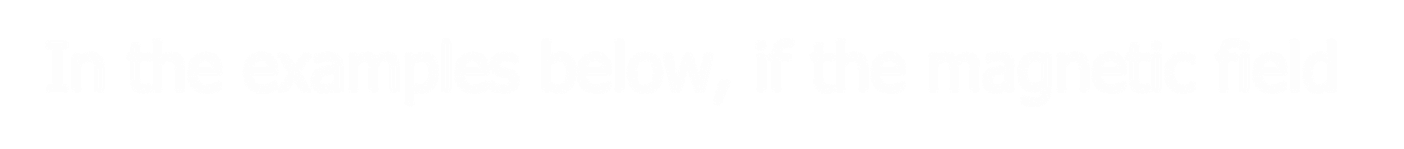 In the examples below, if the magnetic field